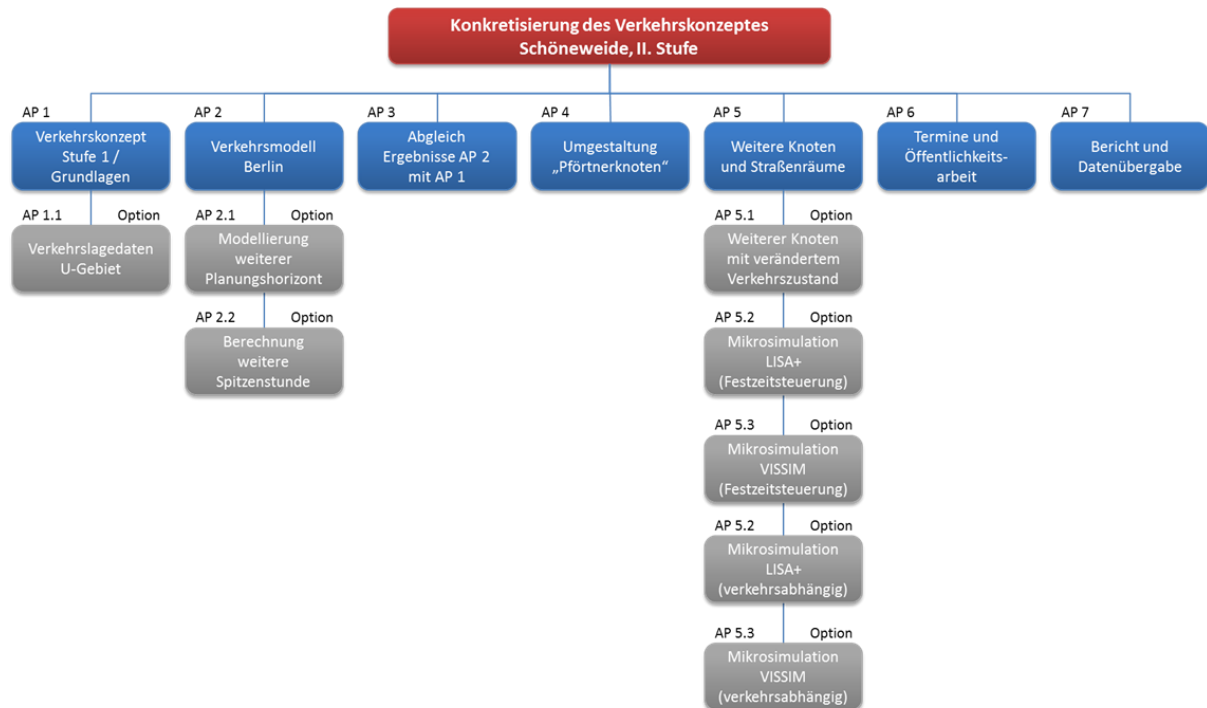 Konkretisierung des Verkehrskonzeptes
Schöneweide, II. Stufe
AP 1
Verkehrskonzept
Stufe 1 /
Grundlagen
AP 2
Verkehrsmodell
Berlin
AP 3
Abgleich
Ergebnisse AP 2
mit AP 1
AP 4
Umgestaltung
„Pförtnerknoten“
AP 5
Weitere Knoten
und Straßenräume
AP 6
Termine und
Öffentlichkeits-
arbeit
AP 7
Bericht und
Datenübergabe
AP 1.1 Option
Verkehrslagedaten
U-Gebiet
AP 2.1 Option
Modellierung
weiterer
Planungshorizont
AP 2.2 Option
Berechnung
weitere
Spitzenstunde
AP 5.1 Option
Weiterer Knoten
mit verändertem
Verkehrszustand
AP 5.2 Option
Mikrosimulation
LISA+
(Festzeitsteuerung)
AP 5.3 Option
Mikrosimulation
VISSIM
(Festzeitsteuerung)
AP 5.2 Option
Mikrosimulation
LISA+
(verkehrsabhängig)
AP 5.3 Option
Mikrosimulation
VISSIM
(verkehrsabhängig)